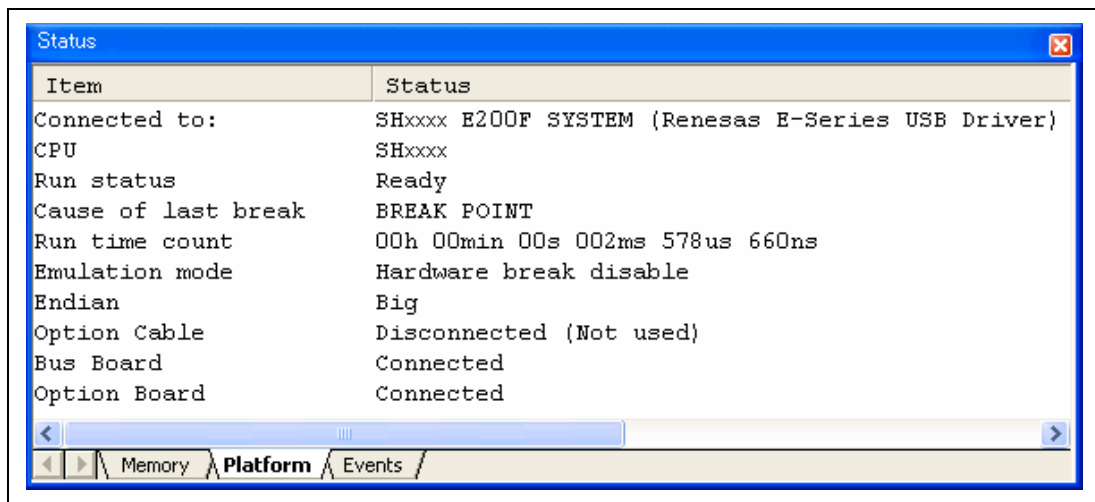 Status
Item Status
Connected to: SHxxxx E200F SYSTEM (Renesas E-Series USB Driver)
CPU SHxxxx
Run status Ready
Cause of last break BREAK POINT
Run time count 00h 00min 00s 002ms 578us 660ns
Emulation mode Hardware break disable
Endian Big
Option Cable Disconnected (Not used)
Bus Board Connected
Option Board Connected
Memory Platform Events